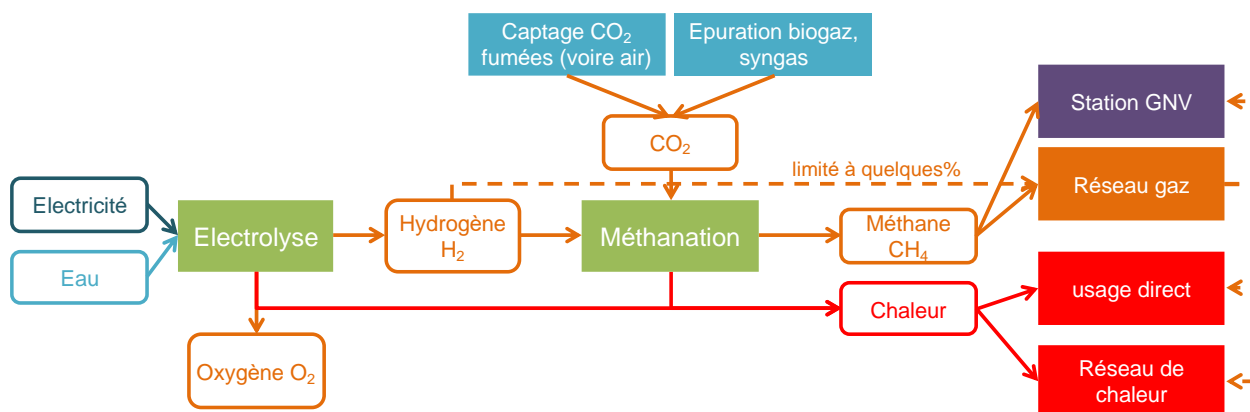 Captage CO₂
fumées (voire air)
Epuration biogaz,
syngas
Station GNV
CO₂
limité à quelques%
Réseau gaz
Electricité
Electrolyse
Hydrogène
H₂
Méthanation
Méthane
CH₄
Eau
usage direct
Chaleur
Oxygène O₂
Réseau de
chaleur